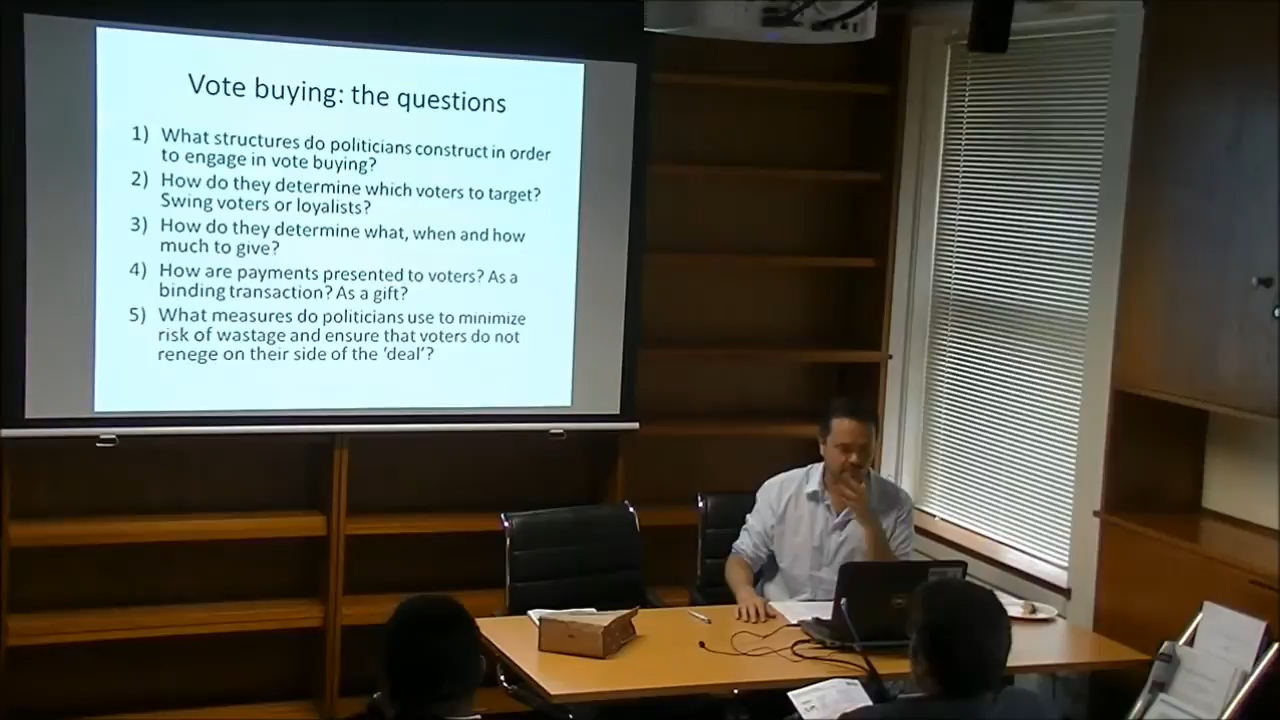 Vote buying: the questions
1) What structures do politicians construct in order
to engage in vote buying?
2) How do they determine which voters to target?
Swing voters or loyalists?
3) How do they determine what, when and how
much to give?
4) How are payments presented to voters? As a
binding transaction? As a gift?
5) What measures do politicians use to minimize
risk of wastage and ensure that voters do not
renege on their side of the ‘deal’?